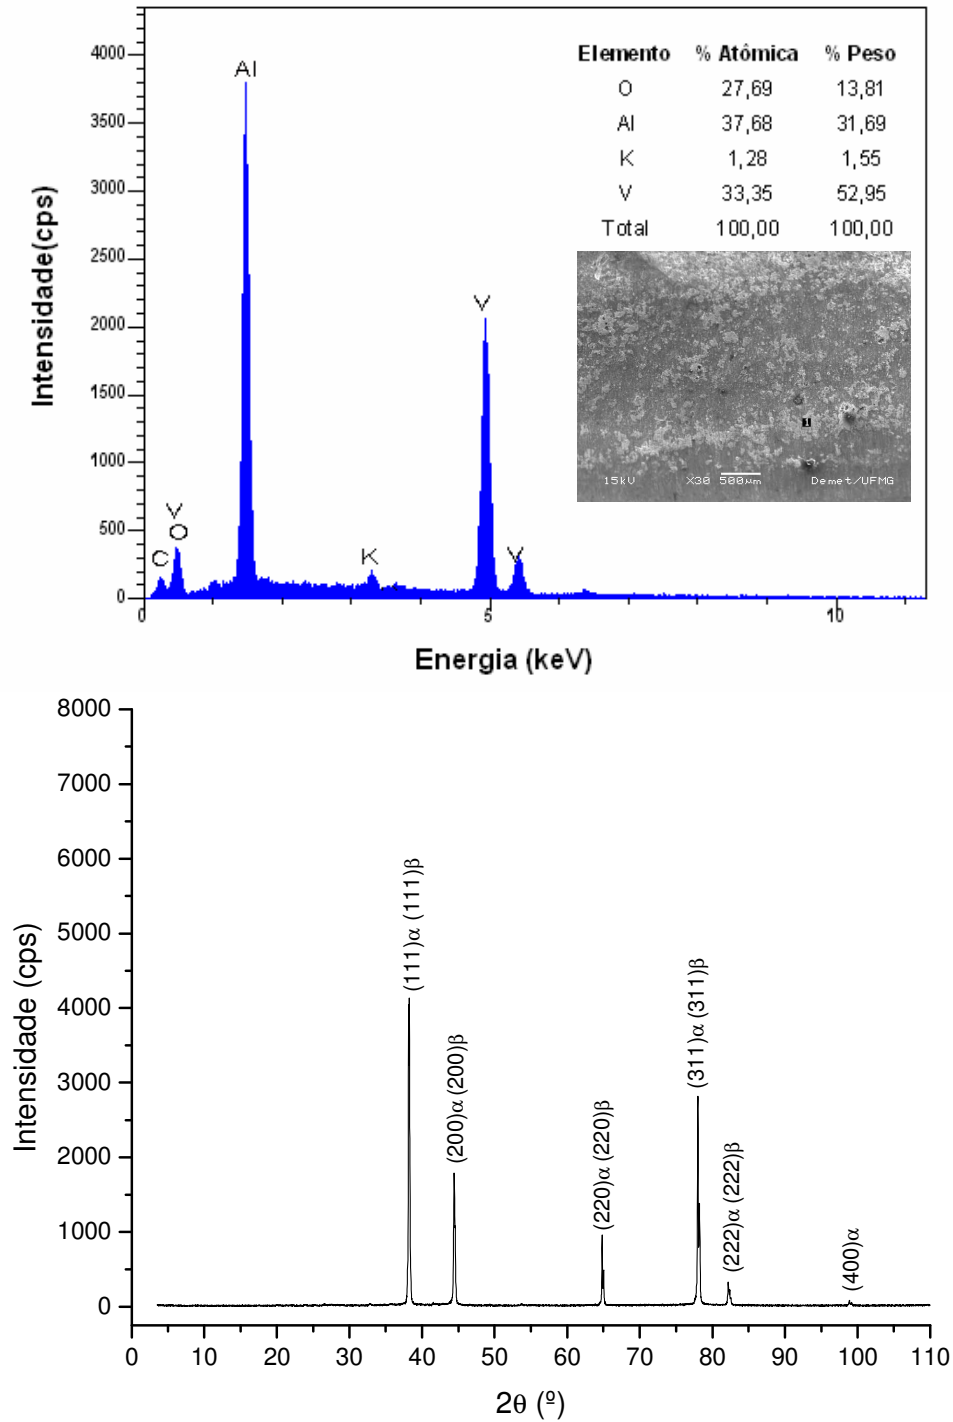 Elemento % Atômica % Peso
O 27,69 13,81
Al 37,68 31,69
K 1,28 1,55
V 33,35 52,95
Total 100,00 100,00
4000
3500
3000
2500
2000
1500
1000
500
0
Intensidade(cps)
Al
V
V
O
C
K
V
15kU X30 500µm Demet/UFMG
1
0 5 10
Energia (keV)
8000
7000
6000
5000
4000
3000
2000
1000
0
Intensidade (cps)
(111)α (111)β
(200)α (200)β
(220)α (220)β
(311)α (311)β
(222)α (222)β
(400)α
0 10 20 30 40 50 60 70 80 90 100 110
2θ (º)